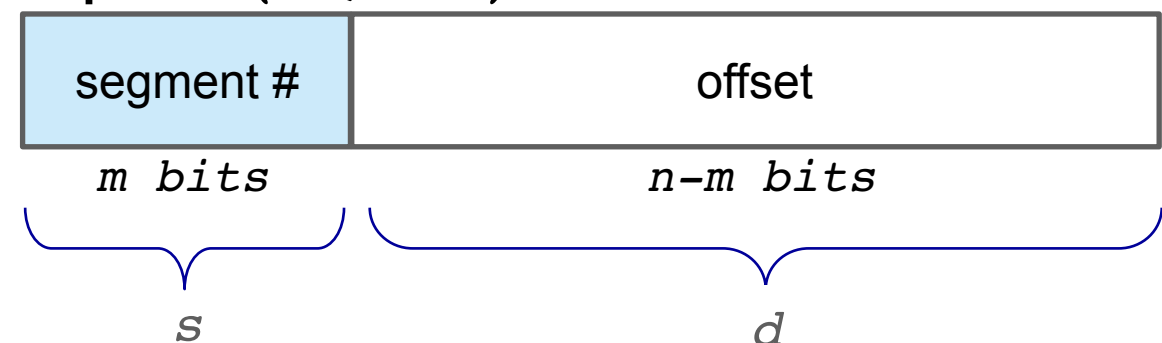 segment # offset
m bits n-m bits
s d